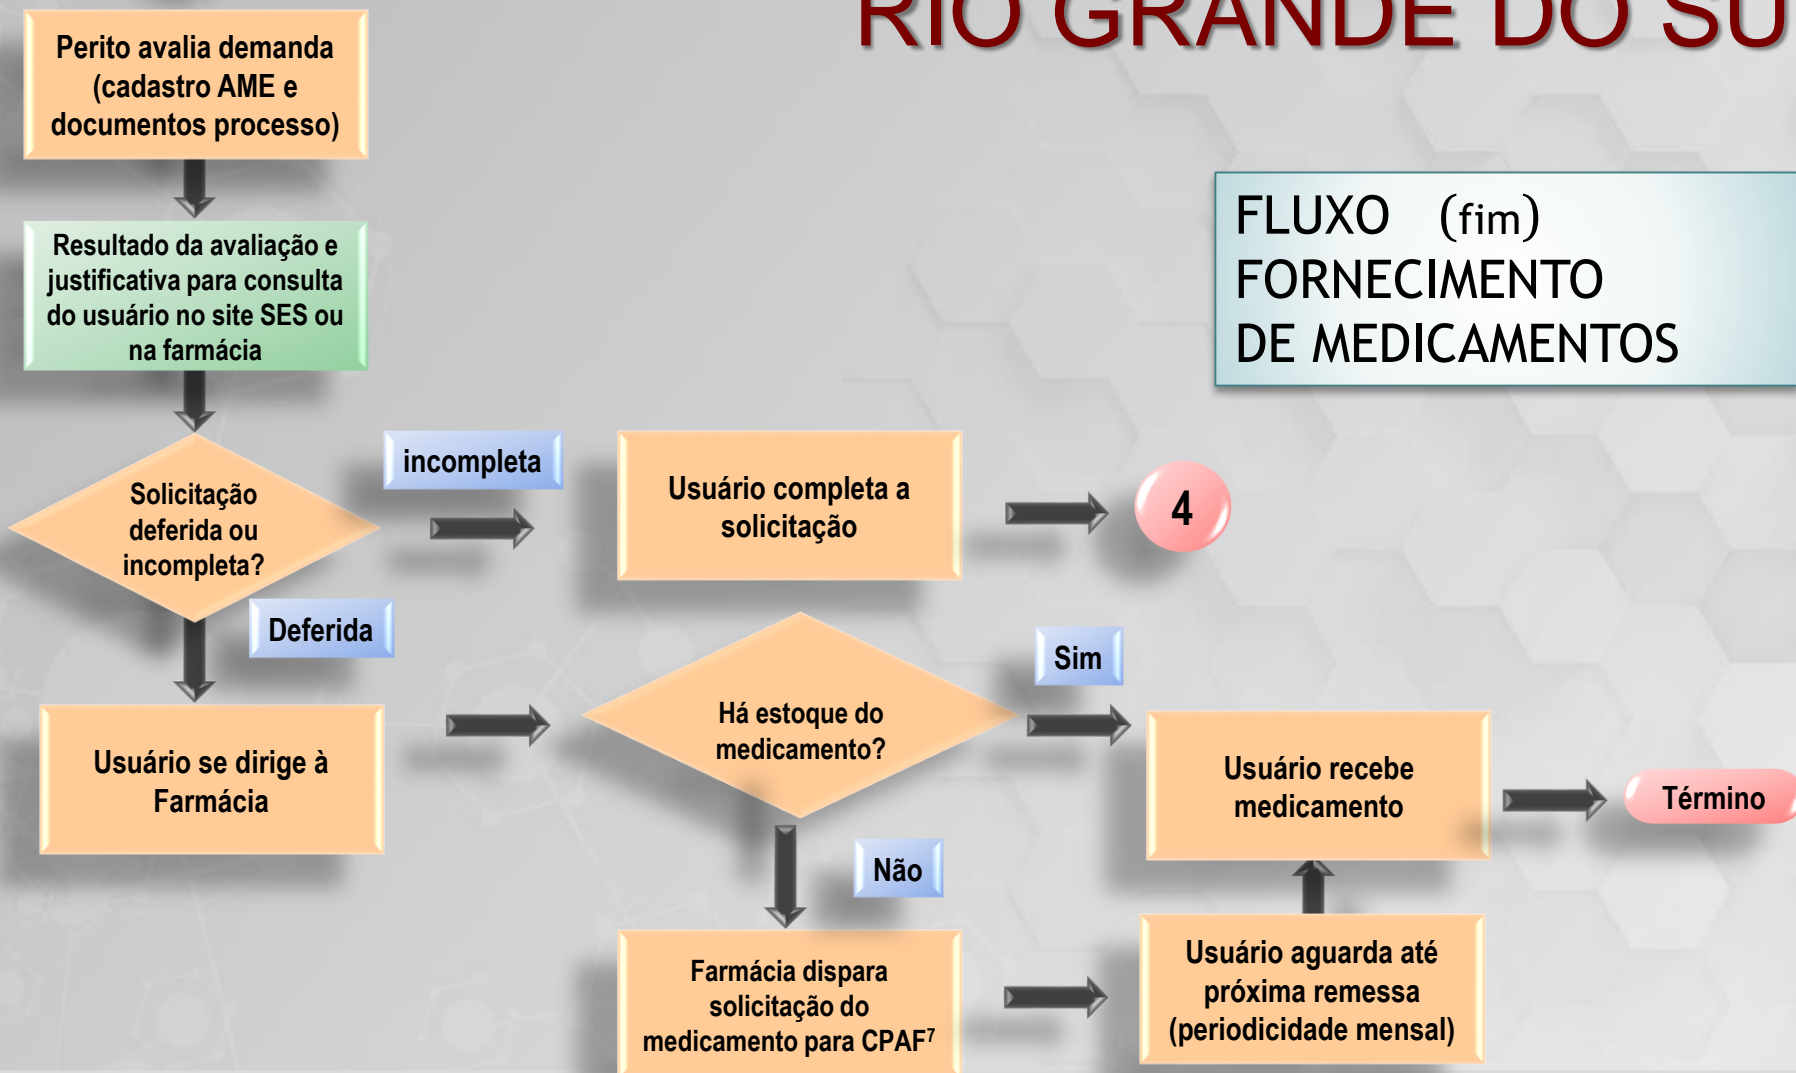 RIO GRANDE DO SU
Perito avalia demanda
(cadastro AME e
documentos processo)
FLUXO (fim)
FORNECIMENTO
DE MEDICAMENTOS
Resultado da avaliação e
justificativa para consulta
do usuário no site SES ou
na farmácia
Solicitação
deferida ou
incompleta?
incompleta
Usuário completa a
solicitação
4
Deferida
Usuário se dirige à
Farmácia
Há estoque do
medicamento?
Sim
Usuário recebe
medicamento
Término
Não
Farmácia dispara
solicitação do
medicamento para CPAF⁷
Usuário aguarda até
próxima remessa
(periodicidade mensal)